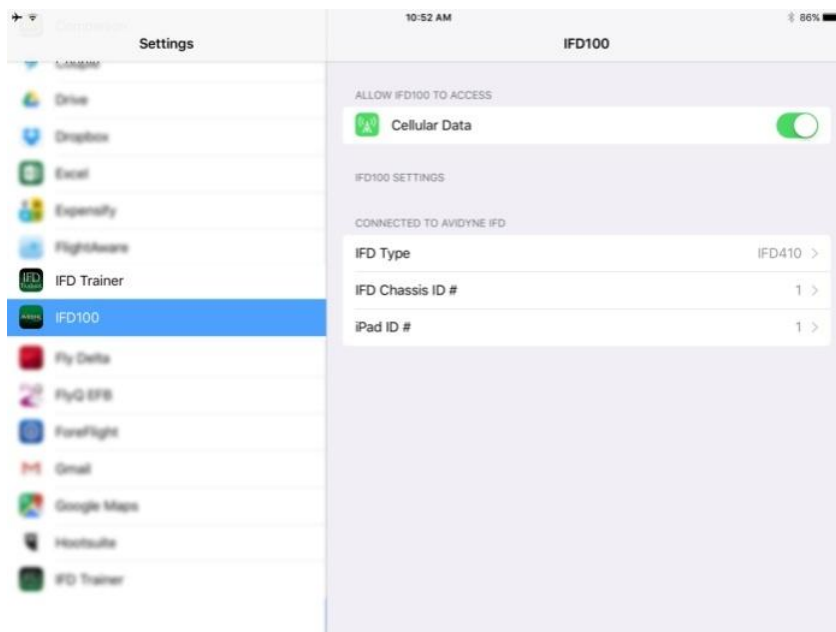 10:52 AM
86%
Settings
IFD100
Couple
Drive
Dropbox
Excel
Expensify
FlightAware
IFD Trainer
IFD100
Fly Delta
FlyQ EFB
ForeFlight
Gmail
Google Maps
Hootsuite
IFD Trainer
ALLOW IFD100 TO ACCESS
Cellular Data
IFD100 SETTINGS
CONNECTED TO AVIDYNE IFD
IFD Type
IFD410 >
IFD Chassis ID #
1 >
iPad ID #
1 >